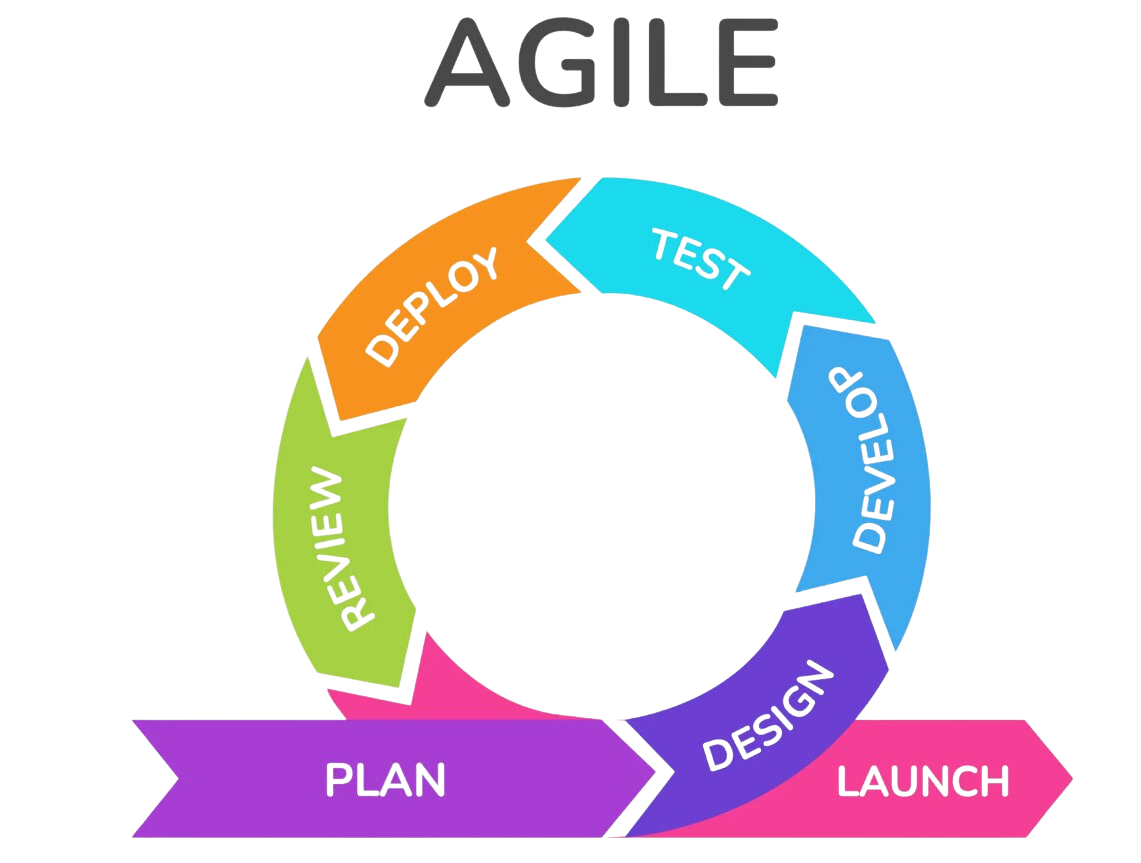 AGILE
PLAN
DESIGN
DEVELOP
TEST
DEPLOY
REVIEW
LAUNCH